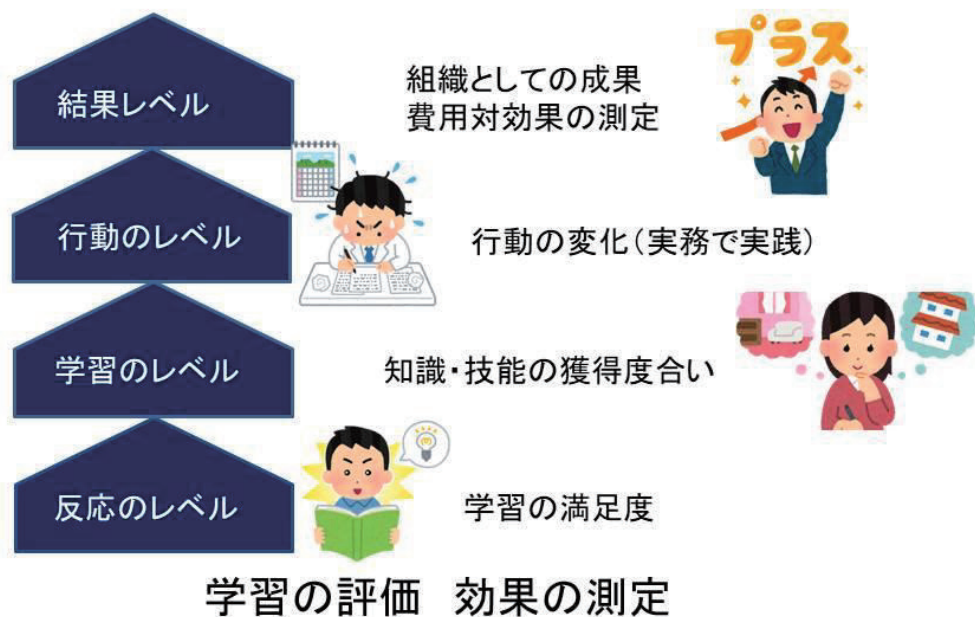 プラス
結果レベル
組織としての成果
費用対効果の測定
行動のレベル
行動の変化(実務で実践)
学習のレベル
知識・技能の獲得度合い
反応のレベル
学習の満足度
学習の評価 効果の測定